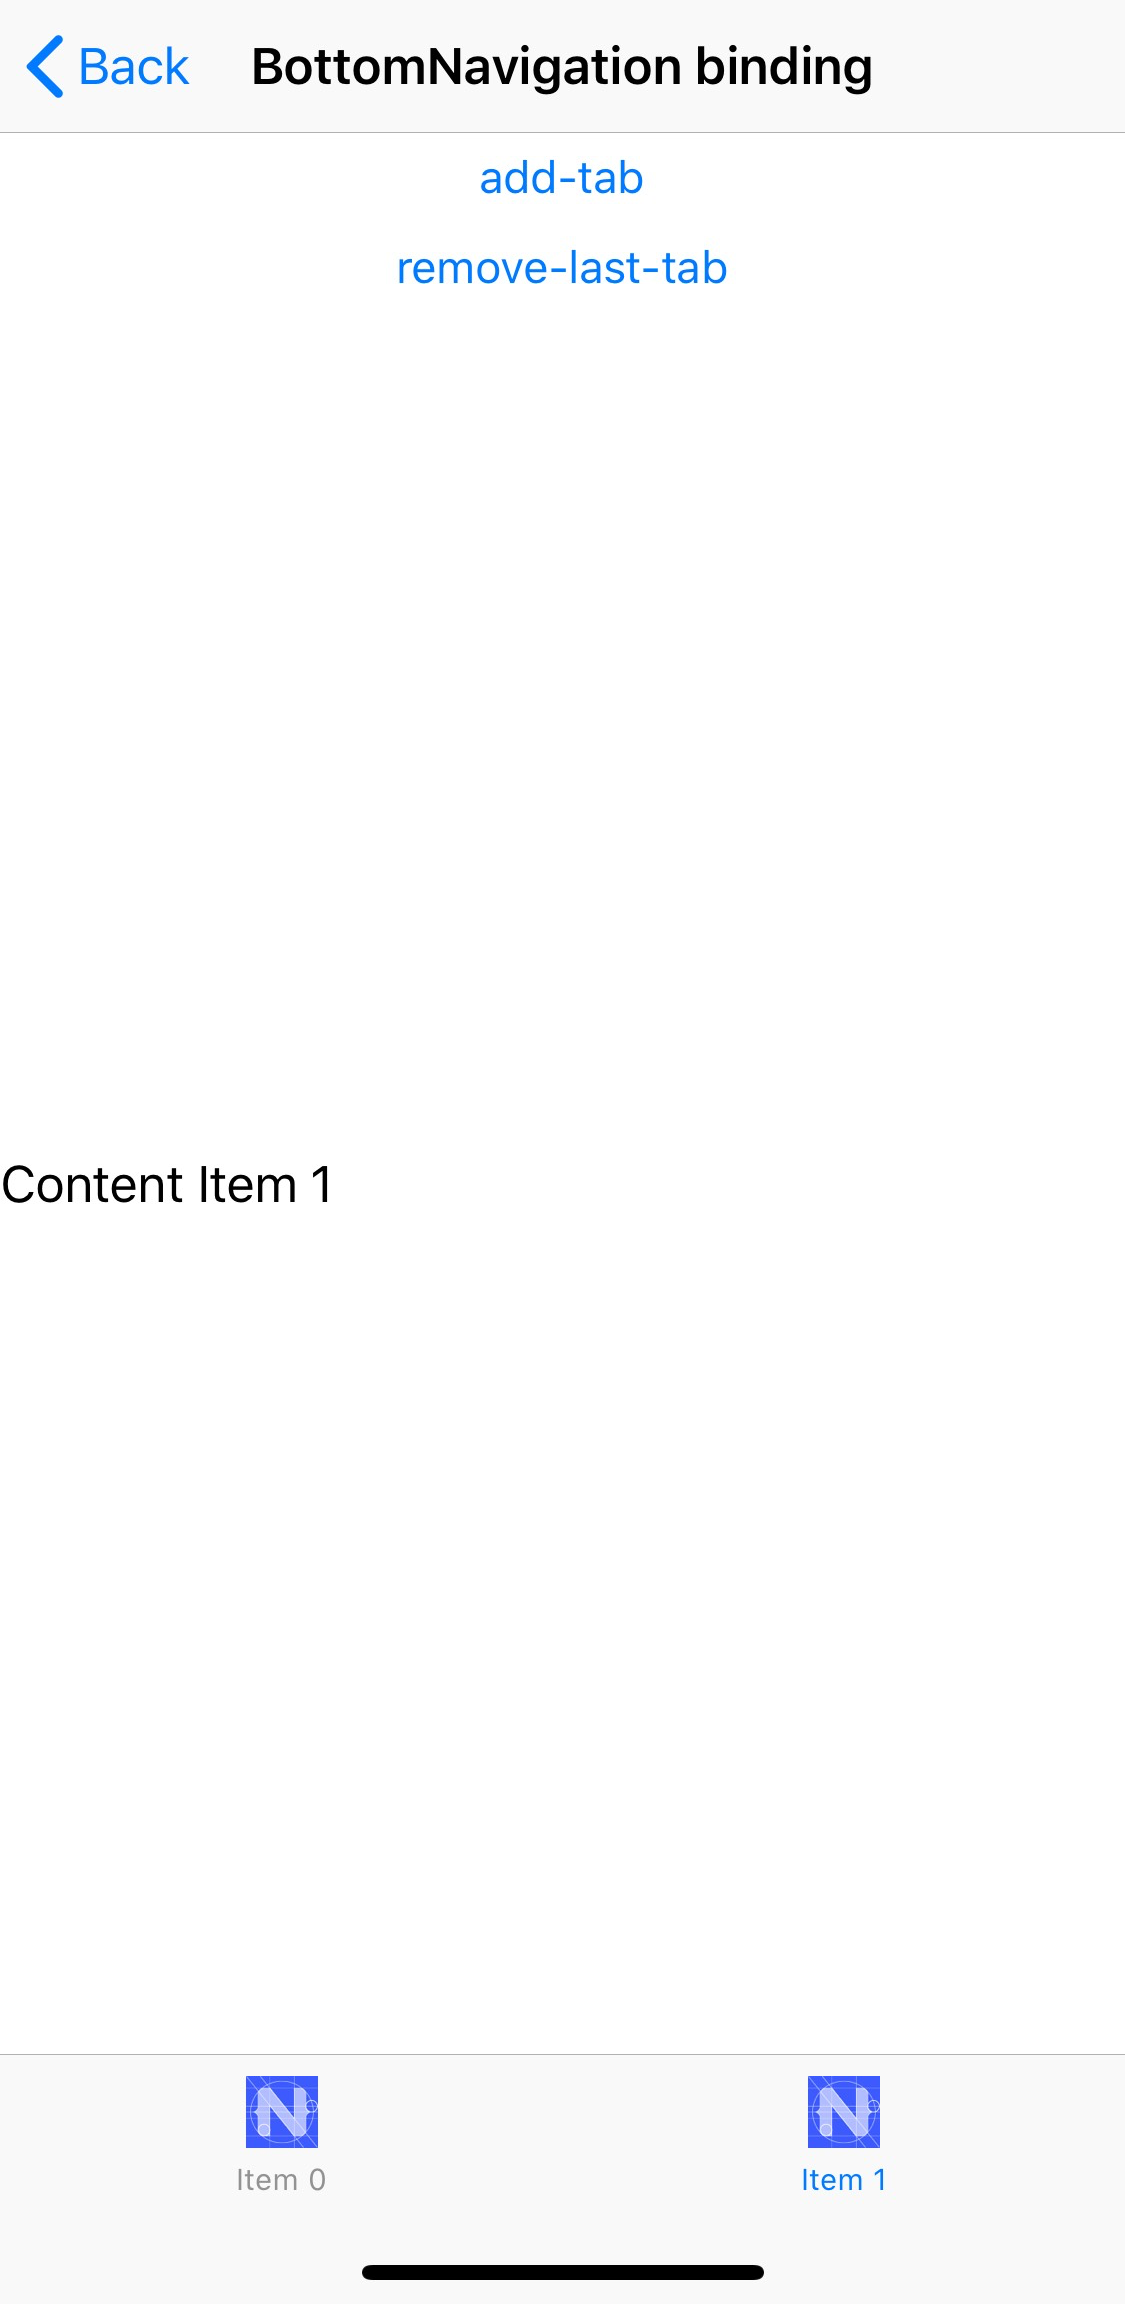 Back BottomNavigation binding
add-tab
remove-last-tab
Content Item 1
Item 0 Item 1